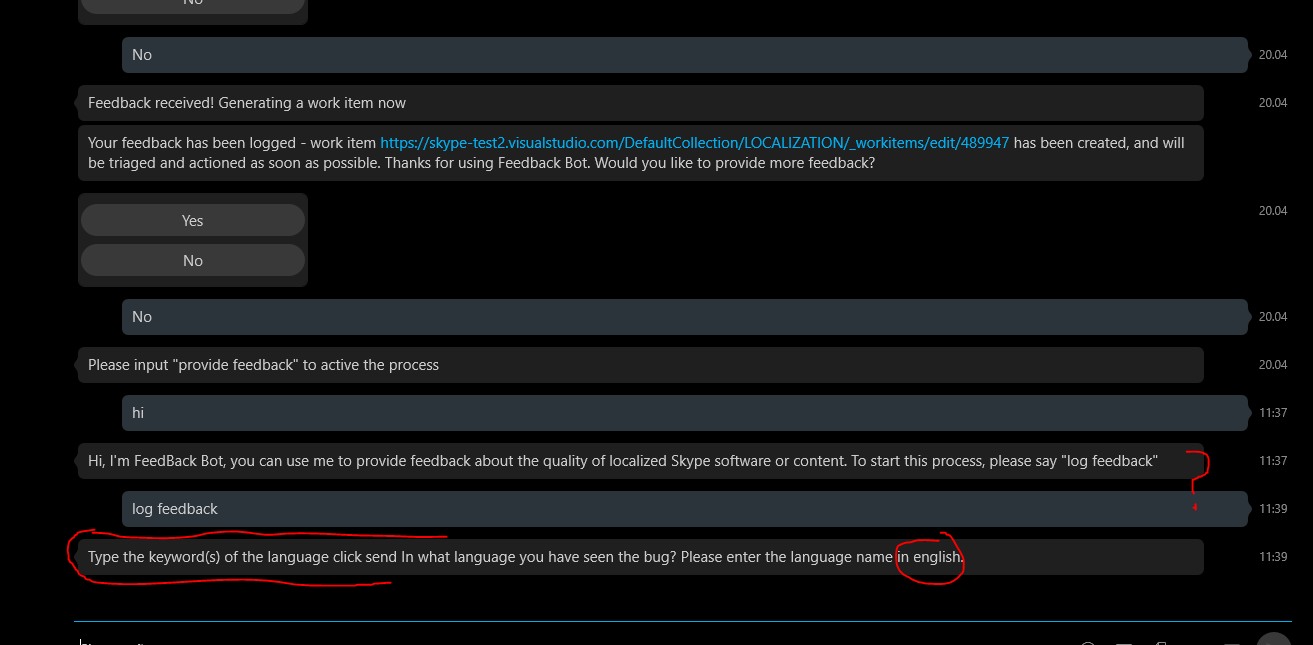 No
No
20.04
Feedback received! Generating a work item now
20.04
Your feedback has been logged - work item https://skype-test2.visualstudio.com/DefaultCollection/LOCALIZATION/_workitems/edit/489947 has been created, and will
be triaged and actioned as soon as possible. Thanks for using Feedback Bot. Would you like to provide more feedback?
Yes
20.04
No
No
20.04
Please input "provide feedback" to active the process
20.04
hi
11:37
Hi, I'm FeedBack Bot, you can use me to provide feedback about the quality of localized Skype software or content. To start this process, please say "log feedback"
11:37
log feedback
11:39
Type the keyword(s) of the language click send In what language you have seen the bug? Please enter the language name in english.
11:39